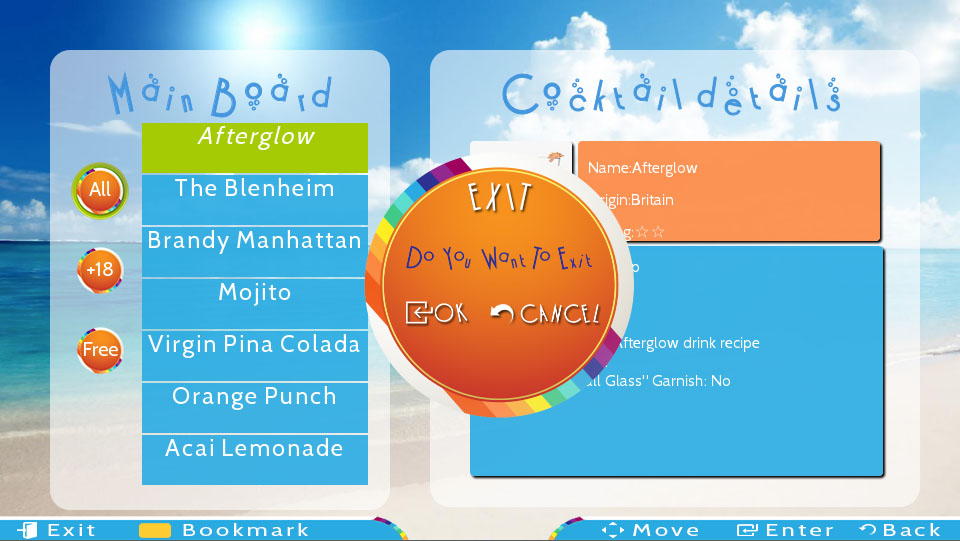 Main Board
Afterglow
The Blenheim
Brandy Manhattan
Mojito
Virgin Pina Colada
Orange Punch
Acai Lemonade
All
+18
Free
Cocktail details
Name:Afterglow
Origin:Britain
☆☆
Afterglow drink recipe
Glass" Garnish: No
EXIT
Do You Want To Exit
OK CANCEL
Exit Bookmark Move Enter Back